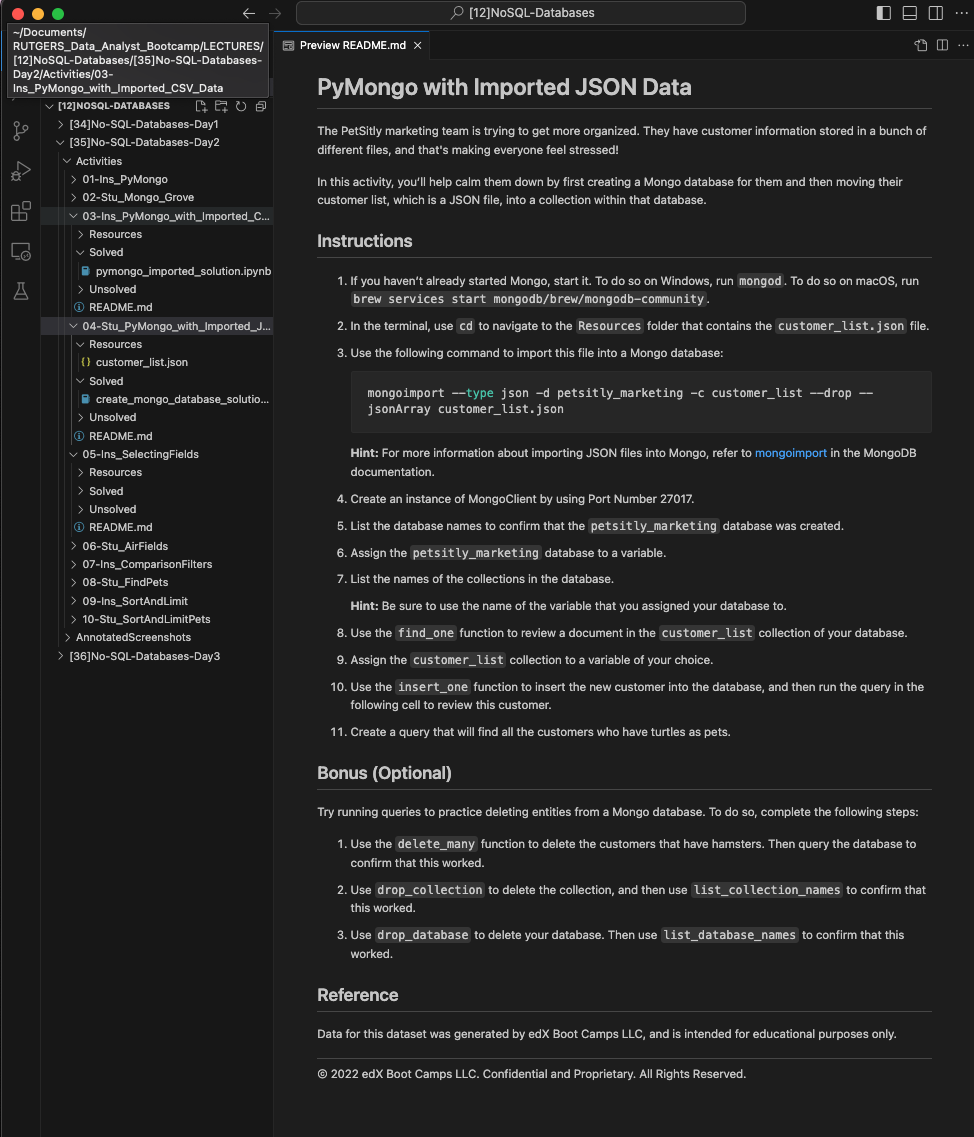 [12]NoSQL-Databases
~/Documents/
RUTGERS_Data_Analyst_Bootcamp/LECTURES/
[12]NoSQL-Databases/[35]No-SQL-Databases-
Day2/Activities/03-
Ins_PyMongo_with_Imported_CSV_Data
[12]NOSQL-DATABASES
[34]No-SQL-Databases-Day1
[35]No-SQL-Databases-Day2
Activities
01-Ins_PyMongo
02-Stu_Mongo_Grove
03-Ins_PyMongo_with_Imported_C...
Resources
Solved
pymongo_imported_solution.ipynb
Unsolved
README.md
04-Stu_PyMongo_with_Imported_J...
Resources
customer_list.json
Solved
create_mongo_database_solutio...
Unsolved
README.md
05-Ins_SelectingFields
Resources
Solved
Unsolved
README.md
06-Stu_AirFields
07-Ins_ComparisonFilters
08-Stu_FindPets
09-Ins_SortAndLimit
10-Stu_SortAndLimitPets
AnnotatedScreenshots
[36]No-SQL-Databases-Day3
Preview README.md
PyMongo with Imported JSON Data
The PetSitly marketing team is trying to get more organized. They have customer information stored in a bunch of
different files, and that's making everyone feel stressed!
In this activity, you’ll help calm them down by first creating a Mongo database for them and then moving their
customer list, which is a JSON file, into a collection within that database.
Instructions
1. If you haven’t already started Mongo, start it. To do so on Windows, run mongod. To do so on macOS, run
brew services start mongodb/brew/mongodb-community.
2. In the terminal, use cd to navigate to the Resources folder that contains the customer_list.json file.
3. Use the following command to import this file into a Mongo database:
mongoimport --type json -d petsitly_marketing -c customer_list --drop --
jsonArray customer_list.json
Hint: For more information about importing JSON files into Mongo, refer to mongoimport in the MongoDB
documentation.
4. Create an instance of MongoClient by using Port Number 27017.
5. List the database names to confirm that the petsitly_marketing database was created.
6. Assign the petsitly_marketing database to a variable.
7. List the names of the collections in the database.
Hint: Be sure to use the name of the variable that you assigned your database to.
8. Use the find_one function to review a document in the customer_list collection of your database.
9. Assign the customer_list collection to a variable of your choice.
10. Use the insert_one function to insert the new customer into the database, and then run the query in the
following cell to review this customer.
11. Create a query that will find all the customers who have turtles as pets.
Bonus (Optional)
Try running queries to practice deleting entities from a Mongo database. To do so, complete the following steps:
1. Use the delete_many function to delete the customers that have hamsters. Then query the database to
confirm that this worked.
2. Use drop_collection to delete the collection, and then use list_collection_names to confirm that
this worked.
3. Use drop_database to delete your database. Then use list_database_names to confirm that this
worked.
Reference
Data for this dataset was generated by edX Boot Camps LLC, and is intended for educational purposes only.
© 2022 edX Boot Camps LLC. Confidential and Proprietary. All Rights Reserved.